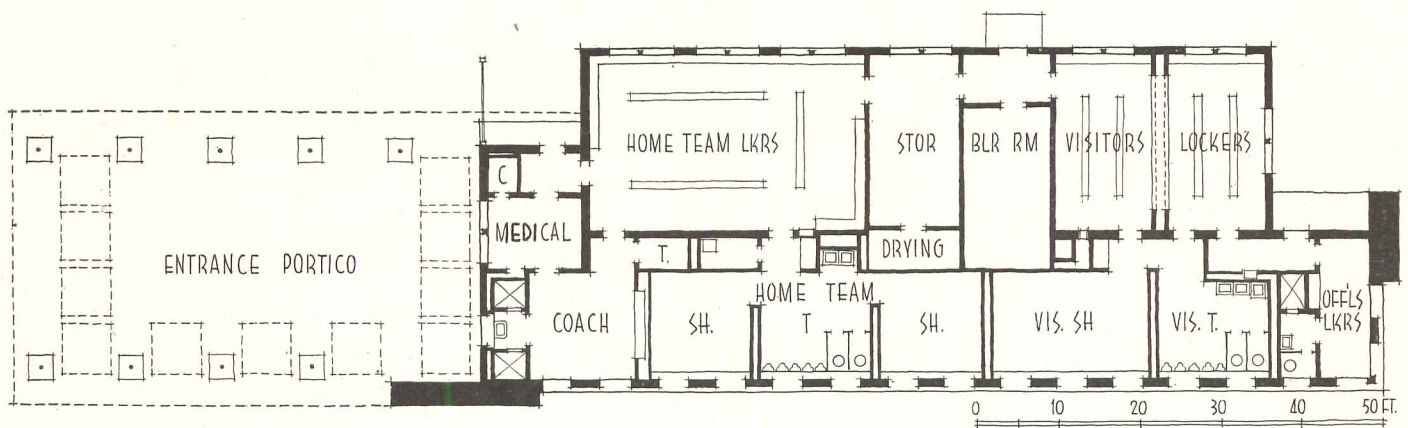 ENTRANCE PORTICO
C
MEDICAL
COACH
HOME TEAM LKRS
T.
SH.
HOME TEAM
T
SH.
STOR
DRYING
BLR RM
VISITORS
LOCKERS
VIS. SH
VIS. T.
OFF'LS
LKRS
0 10 20 30 40 50 FT.